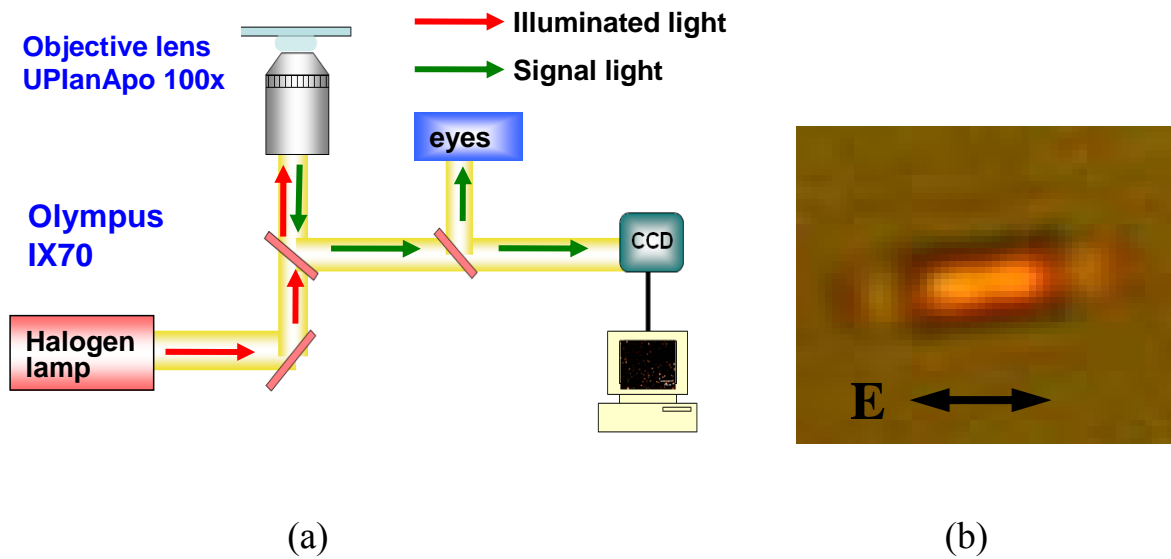 Objective lens
UPlanApo 100x
Illuminated light
Signal light
eyes
Olympus
IX70
CCD
Halogen
lamp
E
(a)
(b)